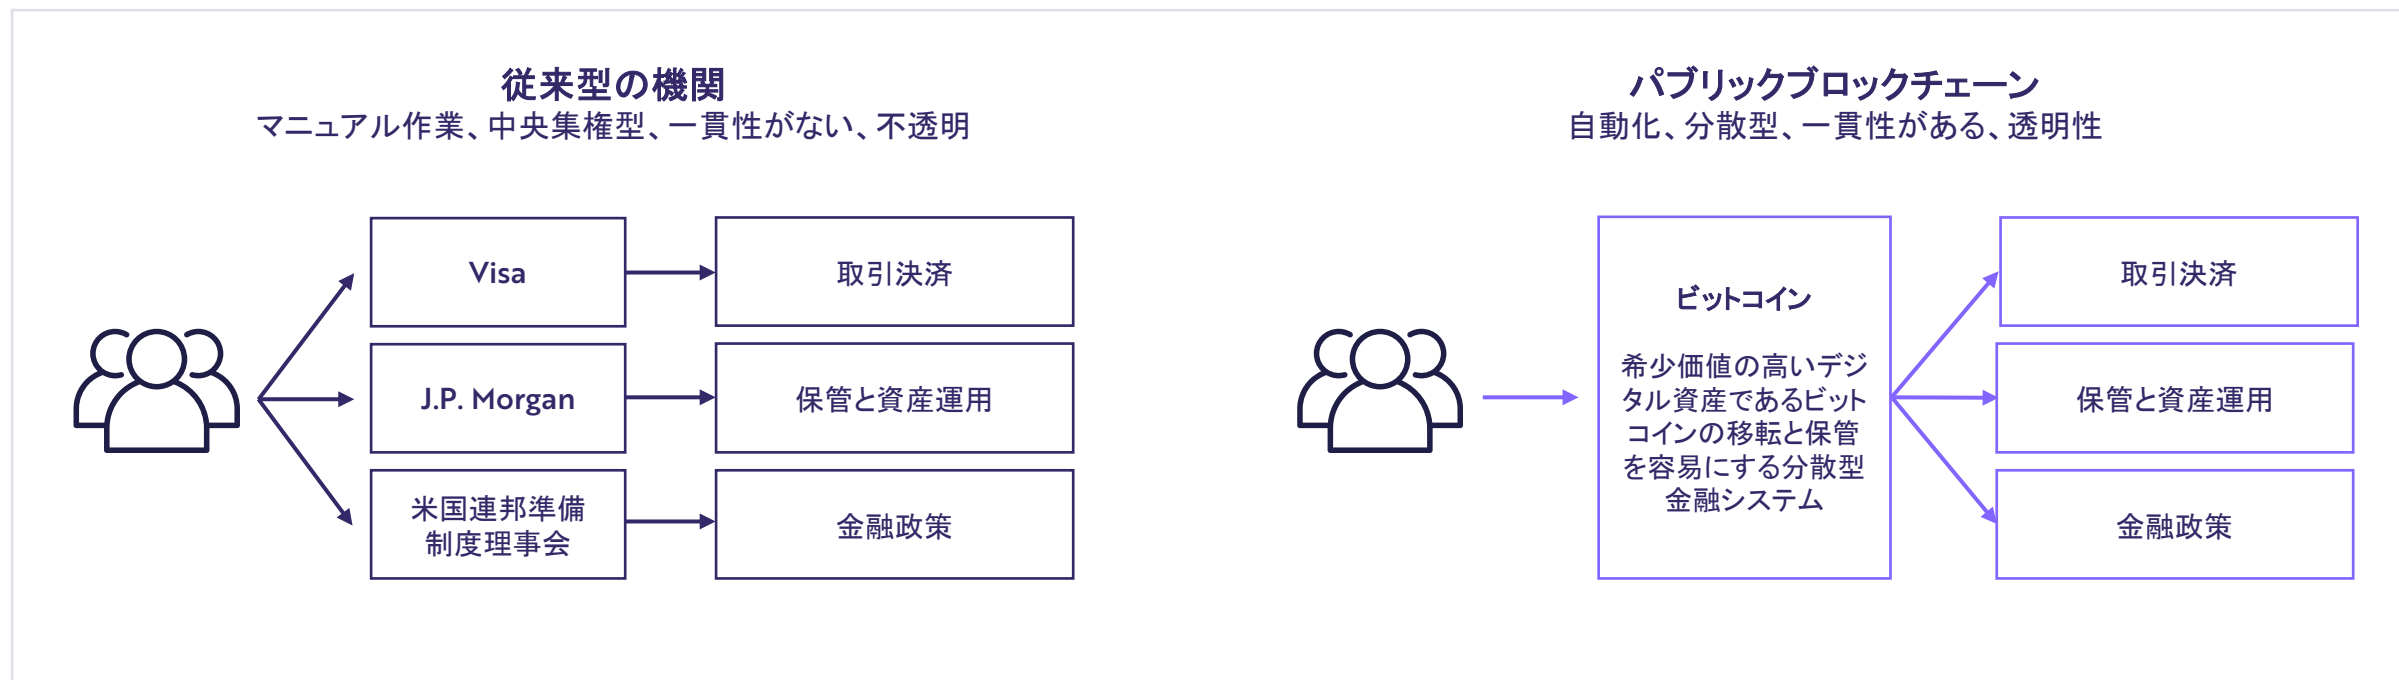 従来型の機関
マニュアル作業、中央集権型、一貫性がない、不透明
Visa
取引決済
J.P. Morgan
保管と資産運用
米国連邦準備
制度理事会
金融政策
パブリックブロックチェーン
自動化、分散型、一貫性がある、透明性
ビットコイン
希少価値の高いデジ
タル資産であるビット
コインの移転と保管
を容易にする分散型
金融システム
取引決済
保管と資産運用
金融政策